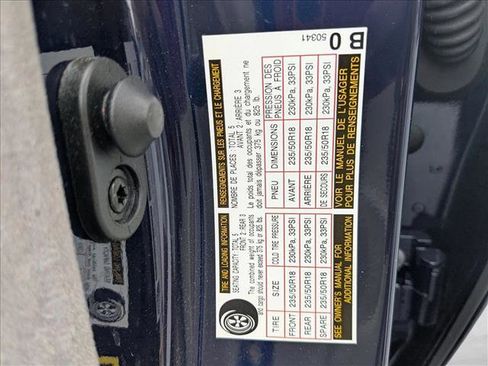 TIRE AND LOADING INFORMATION
SEATING CAPACITY: TOTAL 5 FRONT: 2 REAR: 3
The combined weight of occupants
and cargo should never exceed 375 kg or 825 lbs.
TIRE SIZE COLD TIRE PRESSURE
FRONT 235/50R18 230kPa, 33PSI
REAR 235/50R18 230kPa, 33PSI
SPARE 235/50R18 230kPa, 33PSI
SEE OWNER'S MANUAL FOR
ADDITIONAL INFORMATION
RENSEIGNEMENTS SUR LES PNEUS ET LE CHARGEMENT
NOMBRE DE PLACES : TOTAL 5
AVANT 2 : ARRIÈRE 3
Le poids total des occupants et du chargement ne
doit jamais dépasser 375 kg ou 825 lb.
PNEU DIMENSIONS PRESSION DES
PNEUS À FROID
AVANT 235/50R18 230kPa, 33PSI
ARRIÈRE 235/50R18 230kPa, 33PSI
DE SECOURS 235/50R18 230kPa, 33PSI
VOIR LE MANUEL DE L'USAGER
POUR PLUS DE RENSEIGNEMENTS
B0
50341